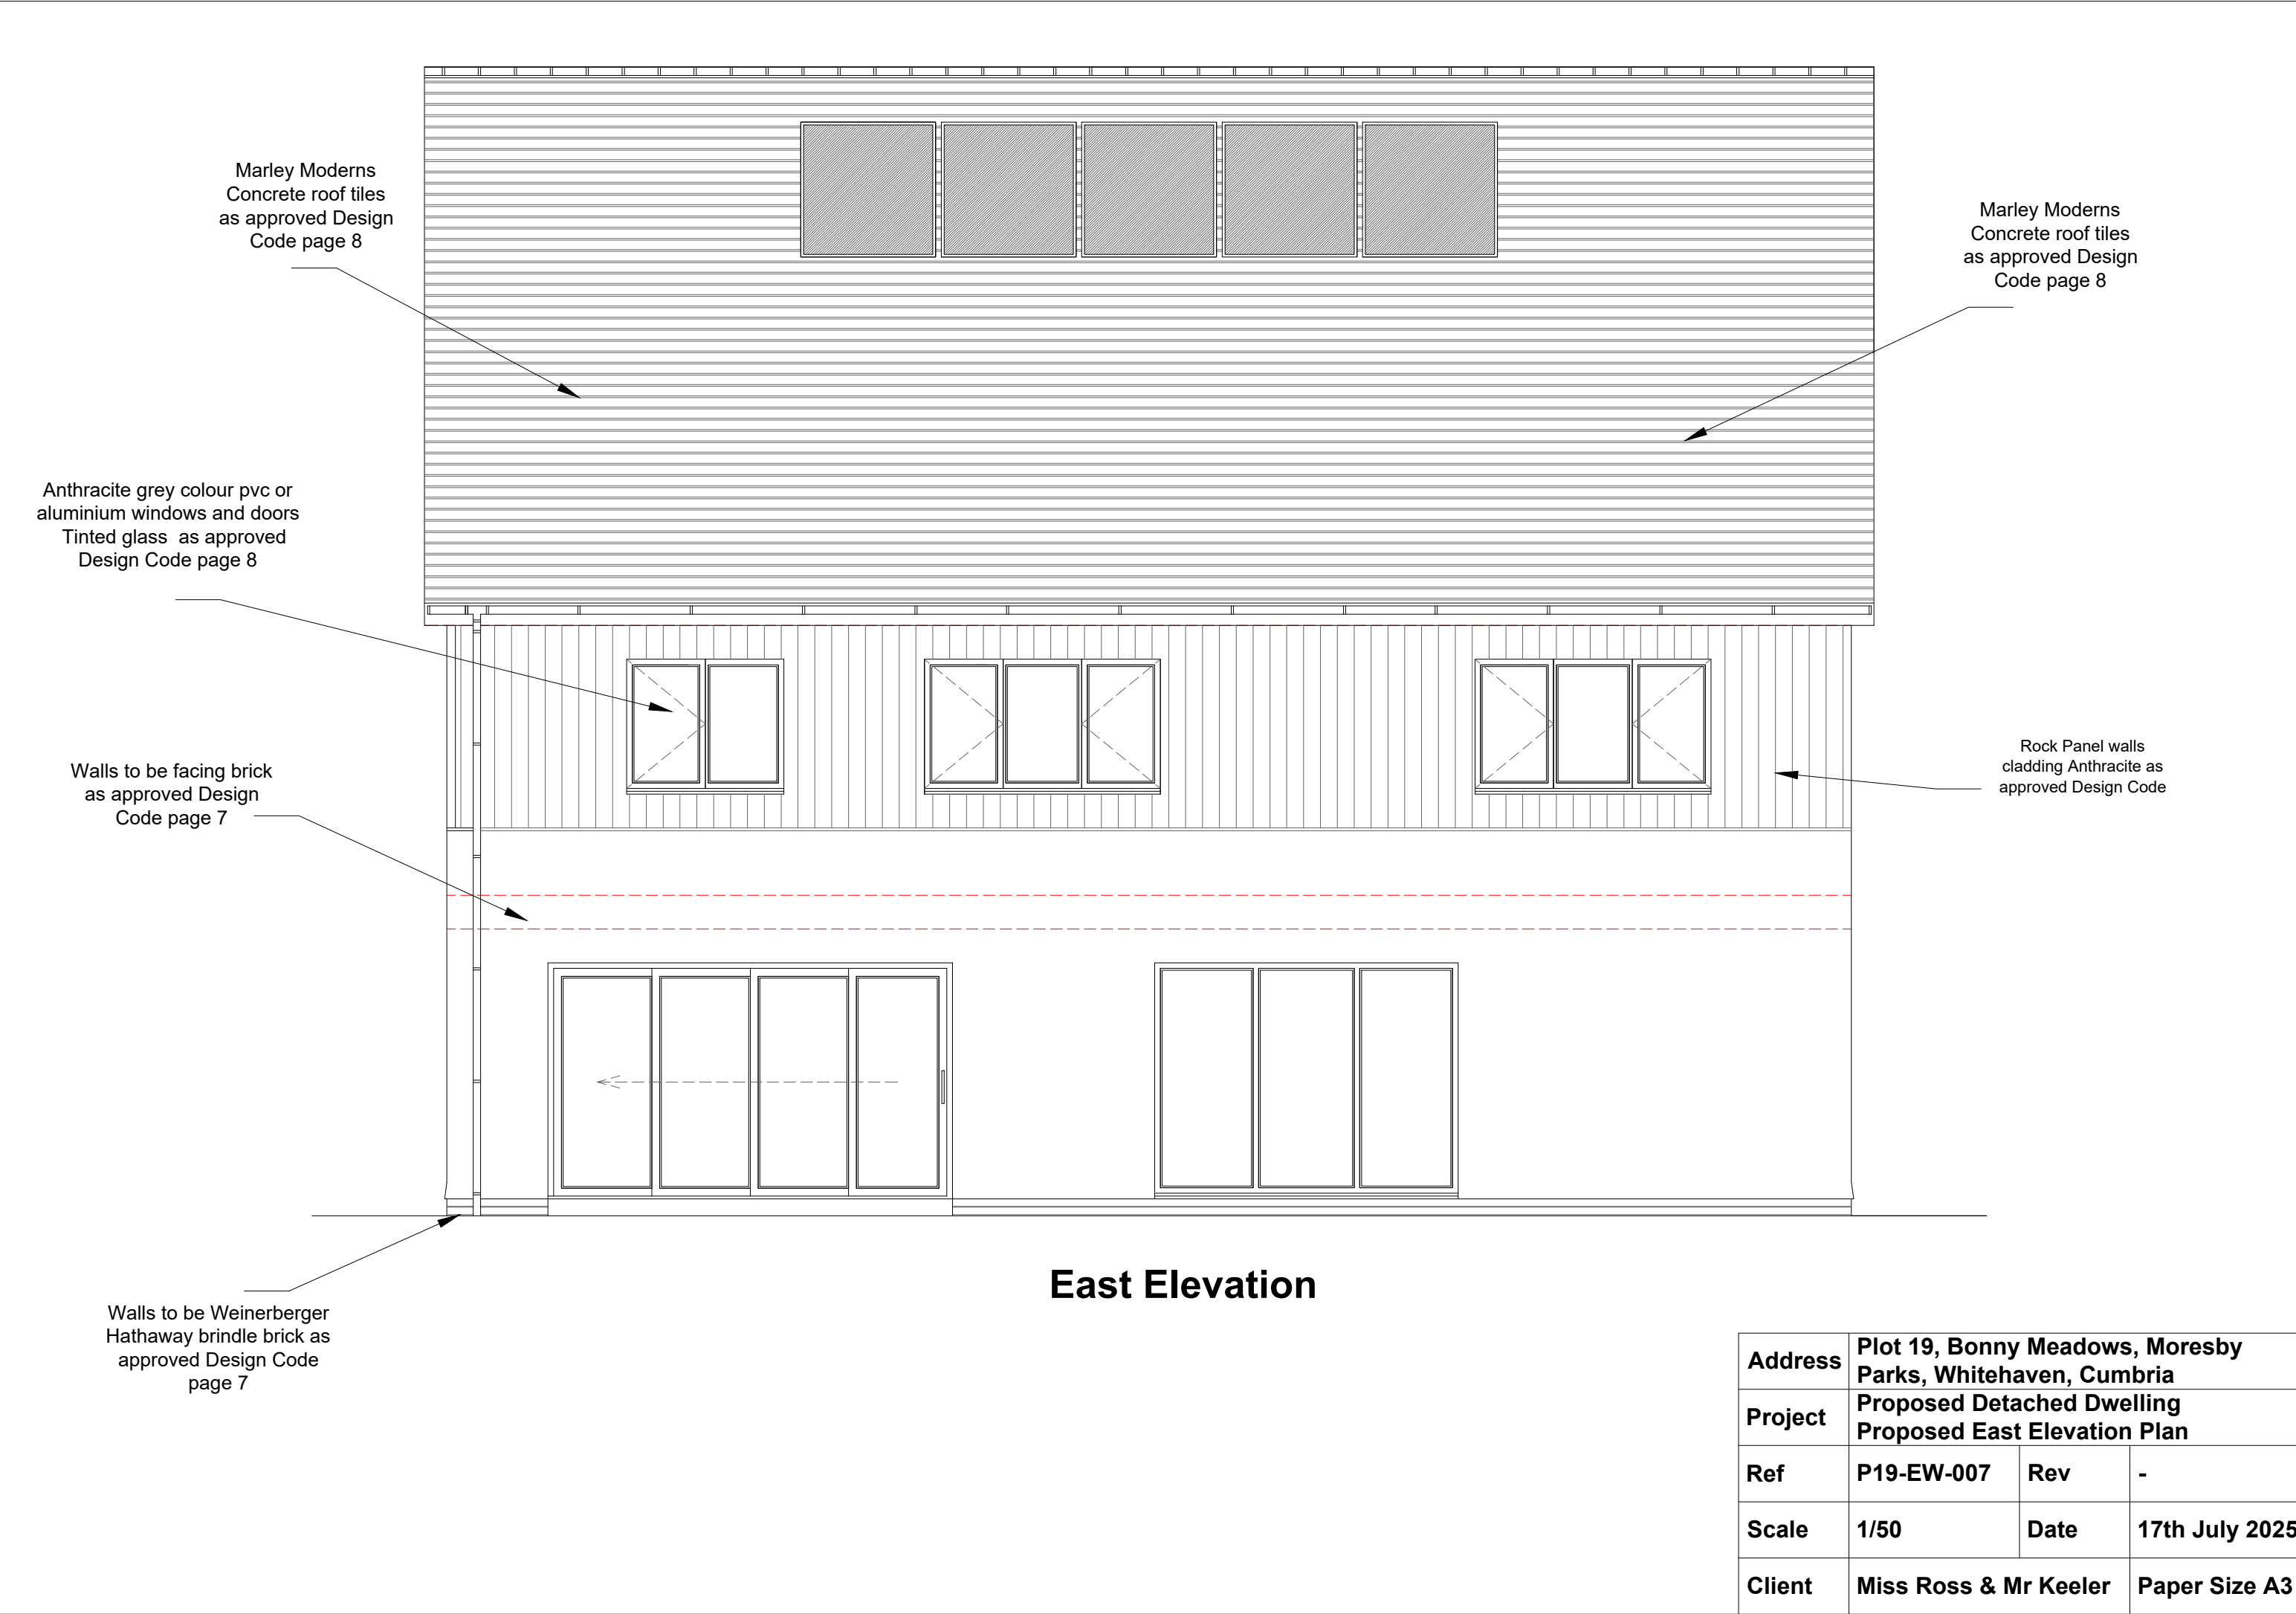 Marley Moderns
Concrete roof tiles
as approved Design
Code page 8
Marley Moderns
Concrete roof tiles
as approved Design
Code page 8
Anthracite grey colour pvc or
aluminium windows and doors
Tinted glass as approved
Design Code page 8
Walls to be facing brick
as approved Design
Code page 7
Rock Panel walls
cladding Anthracite as
approved Design Code
East Elevation
Walls to be Weinerberger
Hathaway brindle brick as
approved Design Code
page 7
Address Plot 19, Bonny Meadows, Moresby
Parks, Whitehaven, Cumbria
Project Proposed Detached Dwelling
Proposed East Elevation Plan
Ref P19-EW-007 Rev -
Scale 1/50 Date 17th July 2025
Client Miss Ross & Mr Keeler Paper Size A3